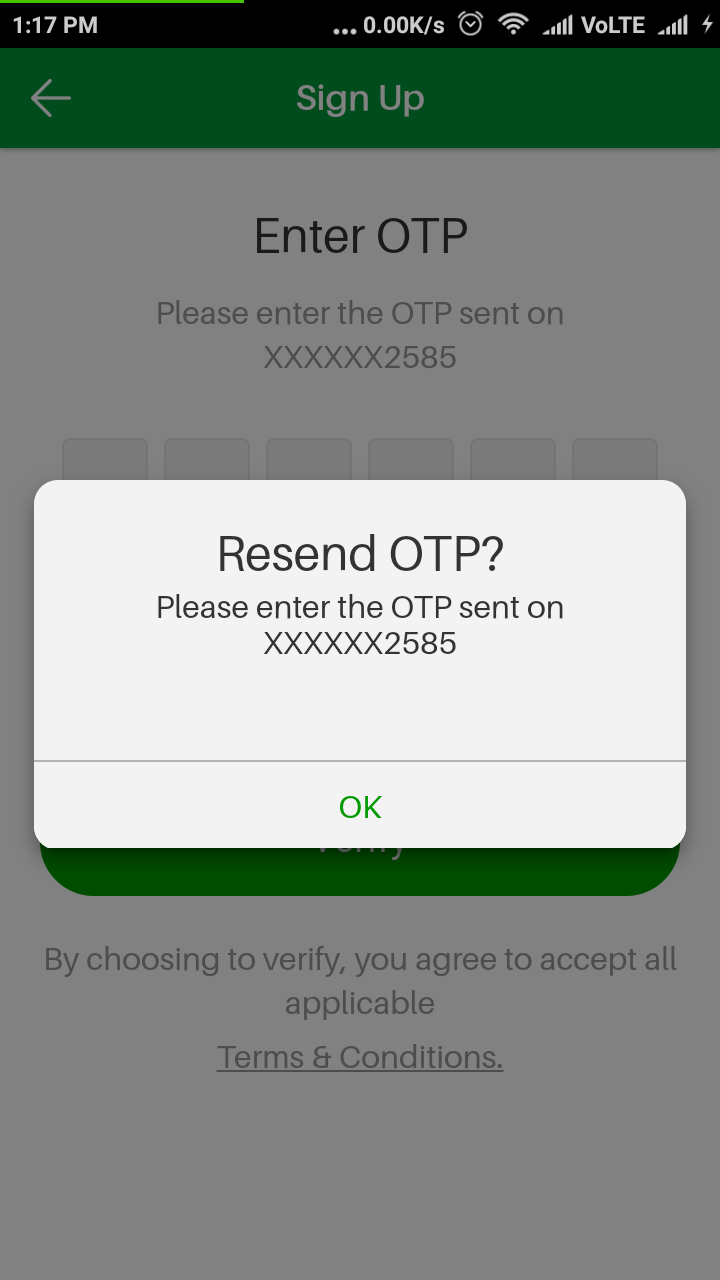 1:17 PM
... 0.00K/s VoLTE
Sign Up
Enter OTP
Please enter the OTP sent on
XXXXXX2585
Resend OTP?
Please enter the OTP sent on
XXXXXX2585
OK
Verify
By choosing to verify, you agree to accept all
applicable
Terms & Conditions.